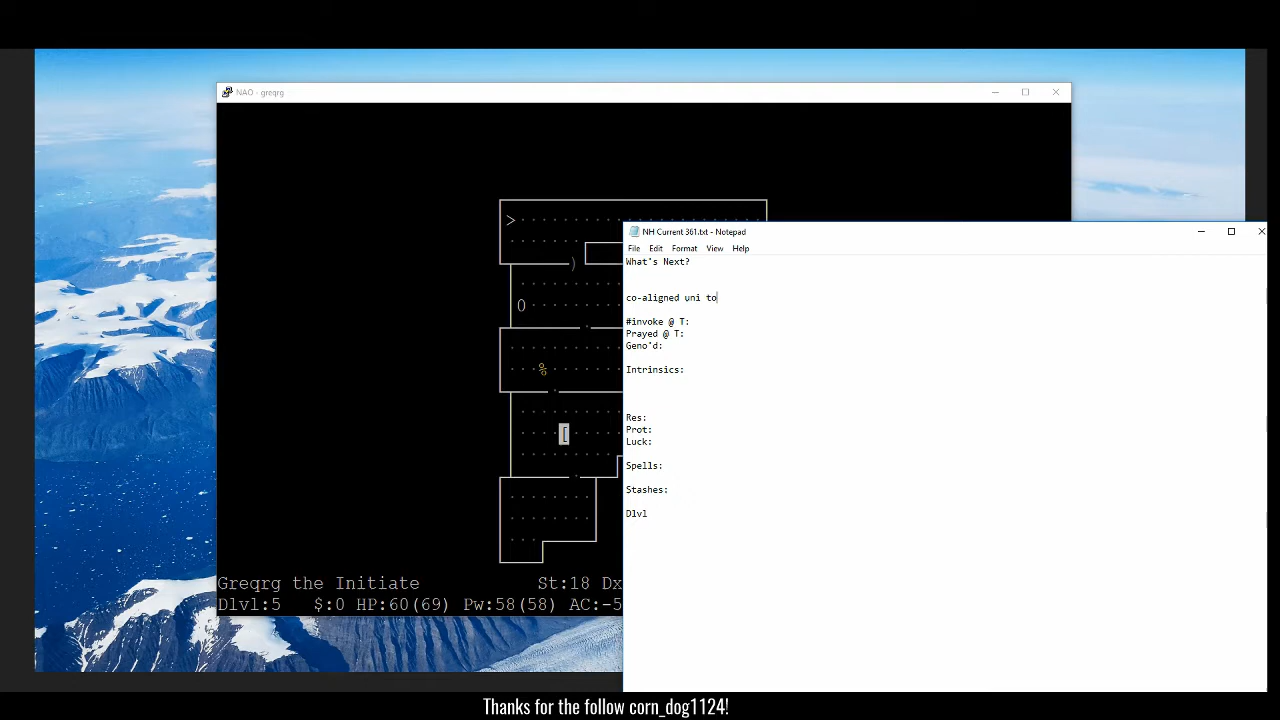 NAO - greqrg
>
)
0
%
[
Greqrg the Initiate St:18 Dx
Dlvl:5 $:0 HP:60(69) Pw:58(58) AC:-5
NH Current 361.txt - Notepad
File Edit Format View Help
What's Next?
co-aligned uni to
#invoke @ T:
Prayed @ T:
Geno'd:
Intrinsics:
Res:
Prot:
Luck:
Spells:
Stashes:
Dlvl
Thanks for the follow corn_dog1124!